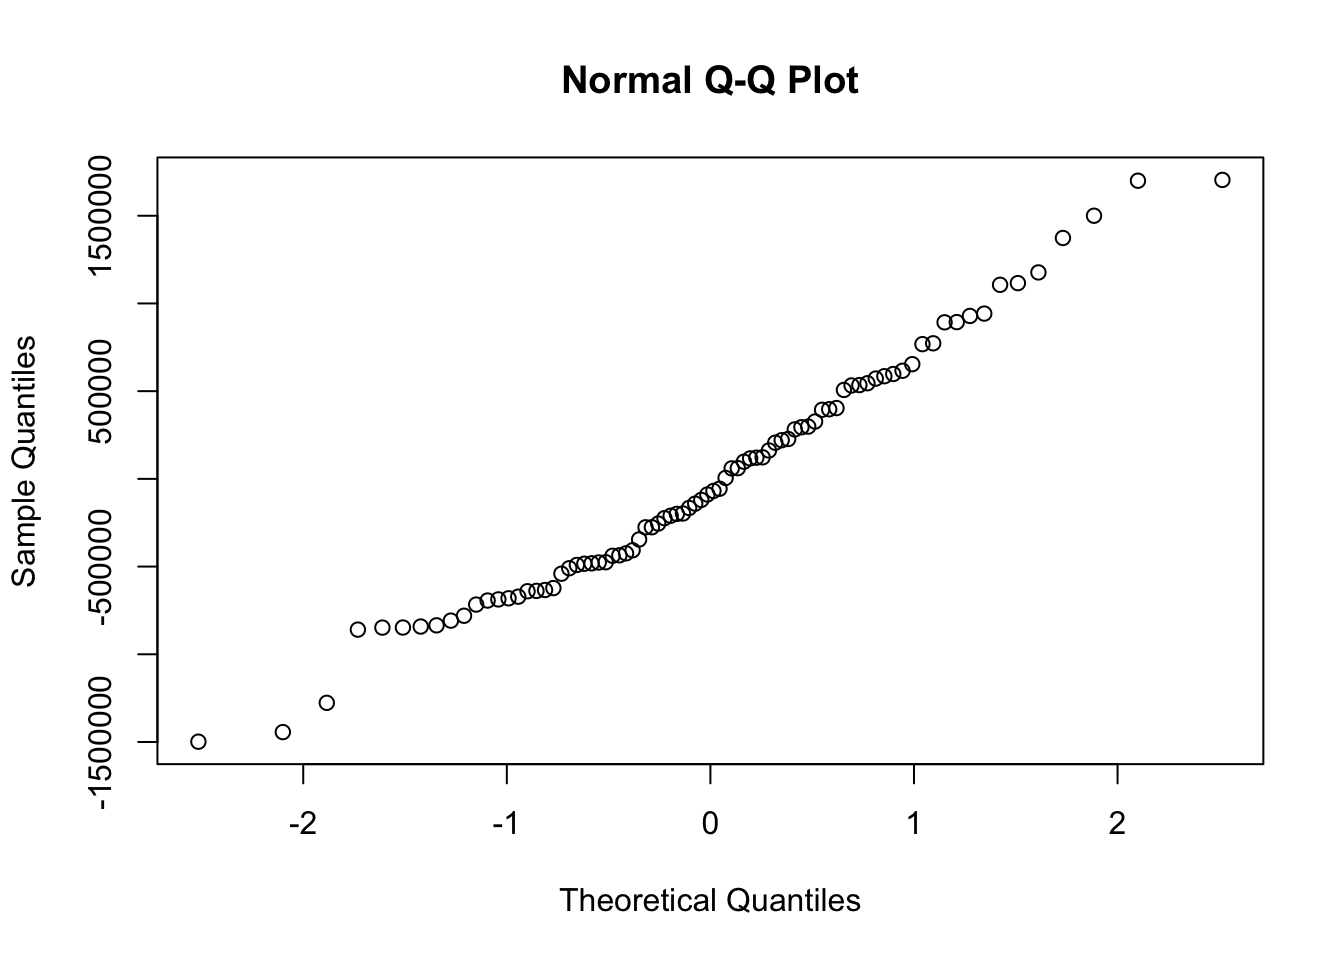 Normal Q-Q Plot
Sample Quantiles
1500000
500000
-500000
-1500000
-2 -1 0 1 2
Theoretical Quantiles